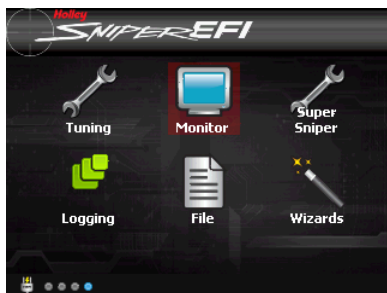 Holley
SNIPER EFI
Tuning
Monitor
Super
Sniper
Logging
File
Wizards